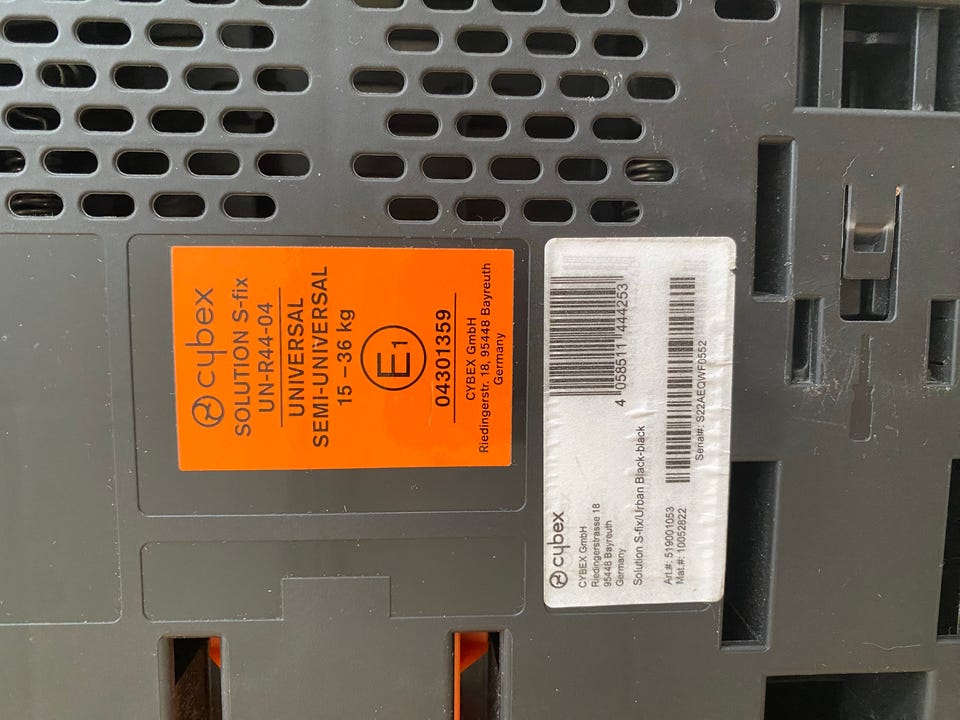 cybex
SOLUTION S-fix
UN-R44-04
UNIVERSAL
SEMI-UNIVERSAL
15 – 36 kg
E1
04301359
CYBEX GmbH
Riedingerstr. 18, 95448 Bayreuth
Germany
cybex
CYBEX GmbH
Riedingerstrasse 18
95448 Bayreuth
Germany
4 058511 444253
Solution S-fix/Urban Black-black
Art.#: 519001053
Mat.#: 10052822
Serial#: S22AEQWF0552